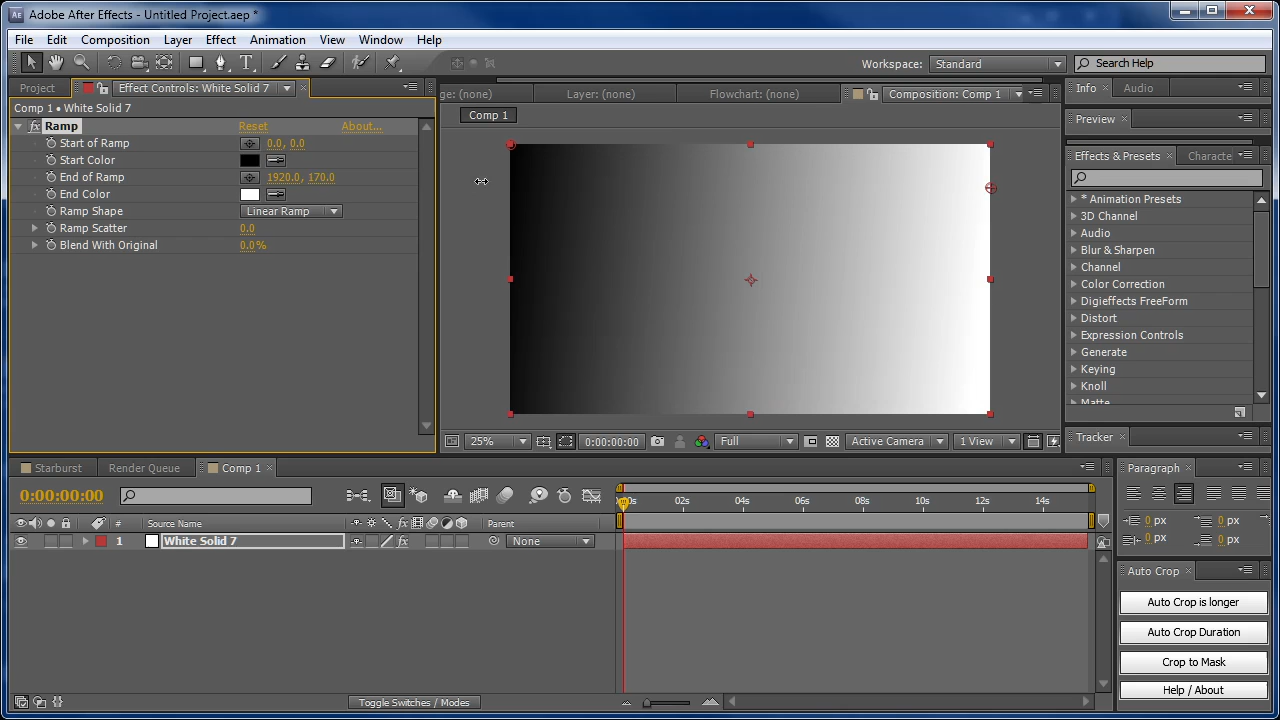 Adobe After Effects - Untitled Project.aep *
File Edit Composition Layer Effect Animation View Window Help
Workspace: Standard Search Help
Project Effect Controls: White Solid 7
Comp 1 • White Solid 7
fx Ramp Reset About...
Start of Ramp 0.0, 0.0
Start Color
End of Ramp 1920.0, 170.0
End Color
Ramp Shape Linear Ramp
Ramp Scatter 0.0
Blend With Original 0.0%
ge: (none) Layer: (none) Flowchart: (none) Composition: Comp 1
Comp 1
25% 0:00:00:00 Full Active Camera 1 View
Info Audio
Preview
Effects & Presets Characte
* Animation Presets
3D Channel
Audio
Blur & Sharpen
Channel
Color Correction
Digieffects FreeForm
Distort
Expression Controls
Generate
Keying
Knoll
Matte
Tracker
Starburst Render Queue Comp 1
0:00:00:00
# Source Name Parent
1 White Solid 7 None
02s 04s 06s 08s 10s 12s 14s
Toggle Switches / Modes
Paragraph
0 px 0 px
0 px 0 px
Auto Crop
Auto Crop is longer
Auto Crop Duration
Crop to Mask
Help / About